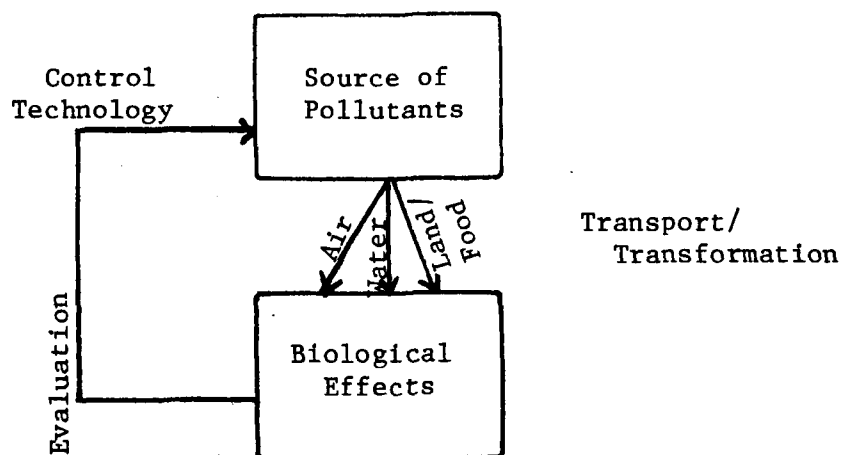 Control
Technology
Source of
Pollutants
Air
Water
Land/
Food
Transport/
Transformation
Evaluation
Biological
Effects